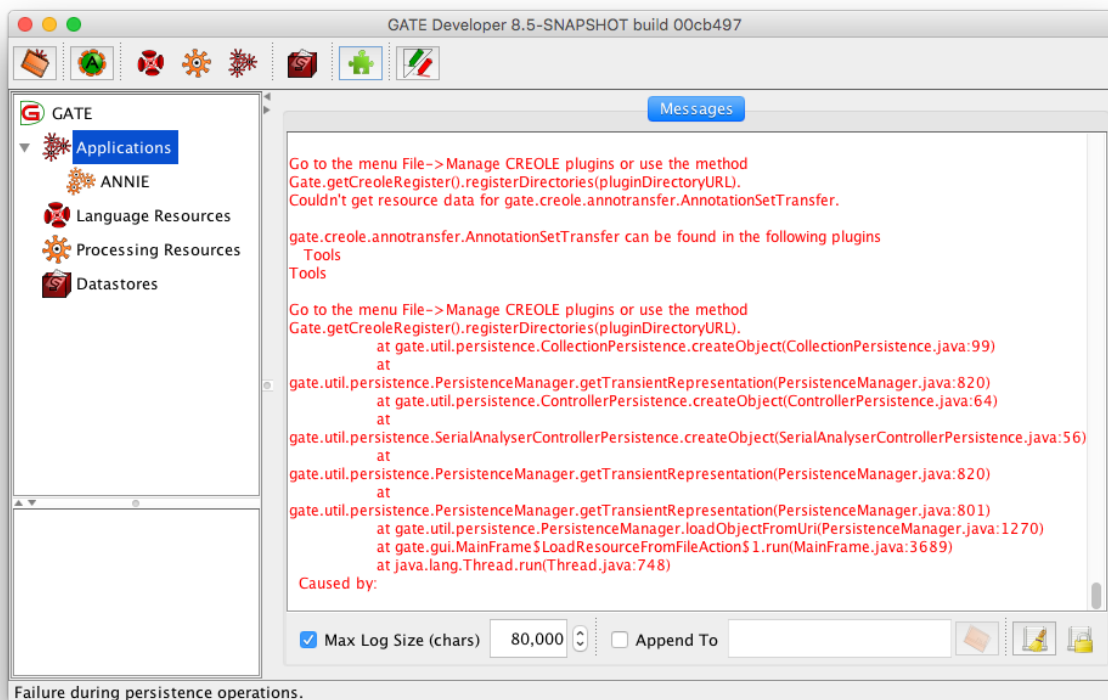 GATE Developer 8.5-SNAPSHOT build 00cb497
GATE
Applications
ANNIE
Language Resources
Processing Resources
Datastores
Messages
Go to the menu File->Manage CREOLE plugins or use the method
Gate.getCreoleRegister().registerDirectories(pluginDirectoryURL).
Couldn't get resource data for gate.creole.annotransfer.AnnotationSetTransfer.
gate.creole.annotransfer.AnnotationSetTransfer can be found in the following plugins
Tools
Tools
Go to the menu File->Manage CREOLE plugins or use the method
Gate.getCreoleRegister().registerDirectories(pluginDirectoryURL).
at gate.util.persistence.CollectionPersistence.createObject(CollectionPersistence.java:99)
at
gate.util.persistence.PersistenceManager.getTransientRepresentation(PersistenceManager.java:820)
at gate.util.persistence.ControllerPersistence.createObject(ControllerPersistence.java:64)
at
gate.util.persistence.SerialAnalyserControllerPersistence.createObject(SerialAnalyserControllerPersistence.java:56)
at
gate.util.persistence.PersistenceManager.getTransientRepresentation(PersistenceManager.java:820)
at
gate.util.persistence.PersistenceManager.getTransientRepresentation(PersistenceManager.java:801)
at gate.util.persistence.PersistenceManager.loadObjectFromUri(PersistenceManager.java:1270)
at gate.gui.MainFrame$LoadResourceFromFileAction$1.run(MainFrame.java:3689)
at java.lang.Thread.run(Thread.java:748)
Caused by:
Max Log Size (chars) 80,000 Append To
Failure during persistence operations.